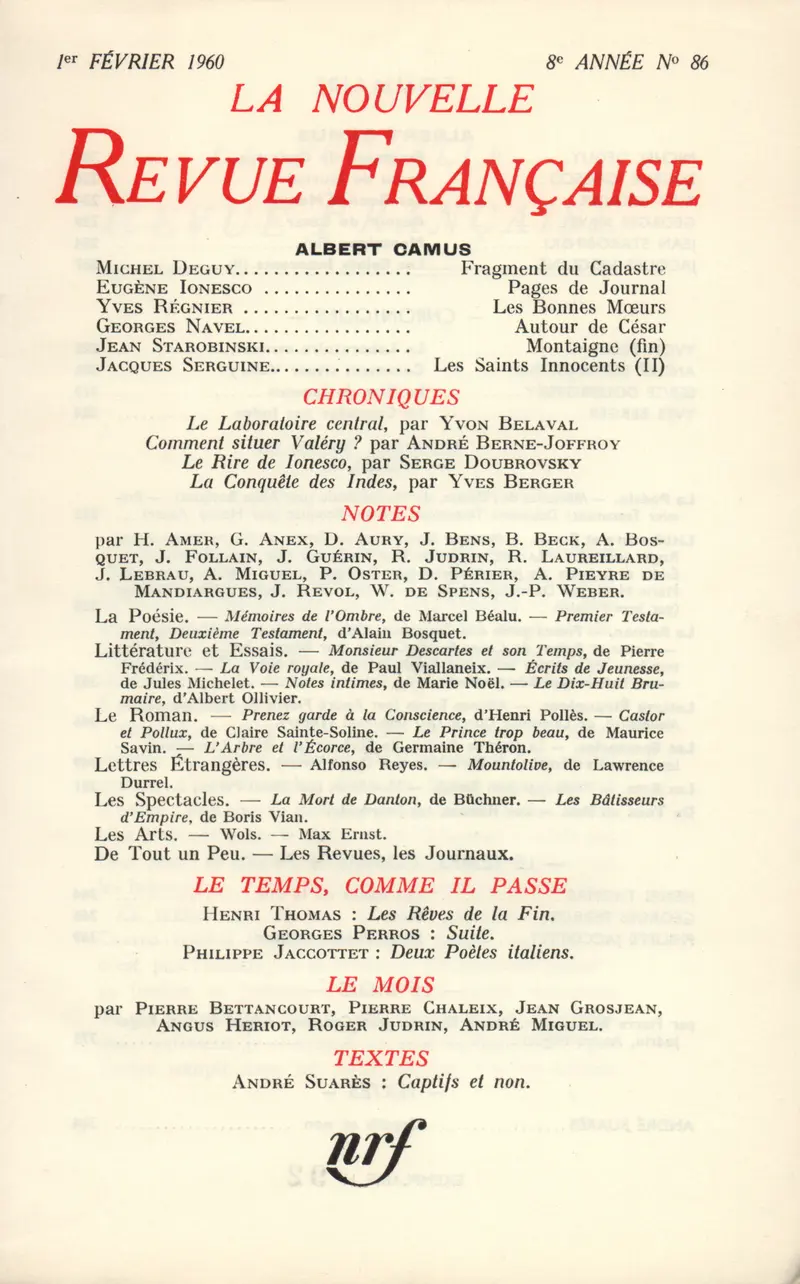 1er FÉVRIER 1960 8e ANNÉE No 86
LA NOUVELLE
REVUE FRANÇAISE
ALBERT CAMUS
MICHEL DEGUY.................. Fragment du Cadastre
EUGÈNE IONESCO ............... Pages de Journal
YVES RÉGNIER ................. Les Bonnes Mœurs
GEORGES NAVEL................. Autour de César
JEAN STAROBINSKI............... Montaigne (fin)
JACQUES SERGUINE............... Les Saints Innocents (II)
CHRONIQUES
Le Laboratoire central, par YVON BELAVAL
Comment situer Valéry ? par ANDRÉ BERNE-JOFFROY
Le Rire de Ionesco, par SERGE DOUBROVSKY
La Conquête des Indes, par YVES BERGER
NOTES
par H. AMER, G. ANEX, D. AURY, J. BENS, B. BECK, A. BOS-
QUET, J. FOLLAIN, J. GUÉRIN, R. JUDRIN, R. LAUREILLARD,
J. LEBRAU, A. MIGUEL, P. OSTER, D. PÉRIER, A. PIEYRE DE
MANDIARGUES, J. REVOL, W. DE SPENS, J.-P. WEBER.
La Poésie. — Mémoires de l'Ombre, de Marcel Béalu. — Premier Testa-
ment, Deuxième Testament, d'Alain Bosquet.
Littérature et Essais. — Monsieur Descartes et son Temps, de Pierre
Frédérix. — La Voie royale, de Paul Viallaneix. — Écrits de Jeunesse,
de Jules Michelet. — Notes intimes, de Marie Noël. — Le Dix-Huit Bru-
maire, d'Albert Ollivier.
Le Roman. — Prenez garde à la Conscience, d'Henri Pollès. — Castor
et Pollux, de Claire Sainte-Soline. — Le Prince trop beau, de Maurice
Savin. — L'Arbre et l'Écorce, de Germaine Théron.
Lettres Étrangères. — Alfonso Reyes. — Mountolive, de Lawrence
Durrel.
Les Spectacles. — La Mort de Danton, de Büchner. — Les Bâtisseurs
d'Empire, de Boris Vian.
Les Arts. — Wols. — Max Ernst.
De Tout un Peu. — Les Revues, les Journaux.
LE TEMPS, COMME IL PASSE
HENRI THOMAS : Les Rêves de la Fin.
GEORGES PERROS : Suite.
PHILIPPE JACCOTTET : Deux Poètes italiens.
LE MOIS
par PIERRE BETTANCOURT, PIERRE CHALEIX, JEAN GROSJEAN,
ANGUS HERIOT, ROGER JUDRIN, ANDRÉ MIGUEL.
TEXTES
ANDRÉ SUARÈS : Captifs et non.
nrf